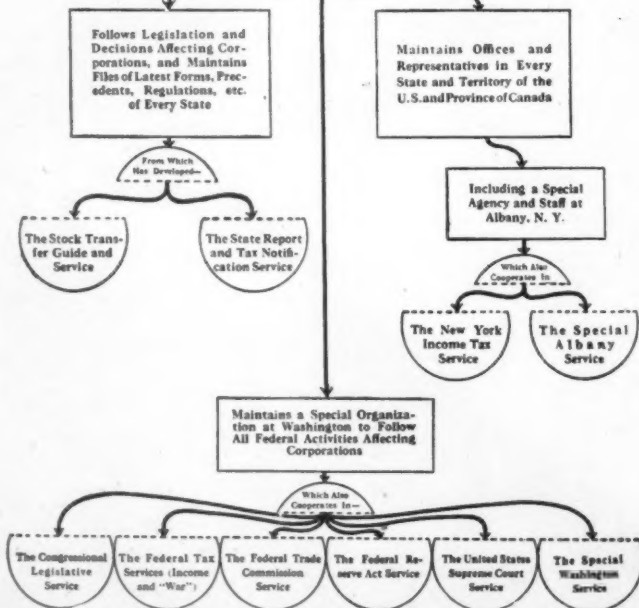 Follows Legislation and
Decisions Affecting Cor-
porations, and Maintains
Files of Latest Forms, Prec-
edents, Regulations, etc.
of Every State
From Which
Has Developed—
The Stock Trans-
fer Guide and
Service
The State Report
and Tax Notifi-
cation Service
Maintains Offices and
Representatives in Every
State and Territory of the
U.S. and Province of Canada
Including a Special
Agency and Staff at
Albany, N. Y.
Which Also
Cooperates In
The New York
Income Tax
Service
The Special
Albany
Service
Maintains a Special Organiza-
tion at Washington to Follow
All Federal Activities Affecting
Corporations
Which Also
Cooperates In—
The Congressional
Legislative
Service
The Federal Tax
Services (Income
and "War")
The Federal Trade
Commission
Service
The Federal Re-
serve Act Service
The United States
Supreme Court
Service
The Special
Washington
Service